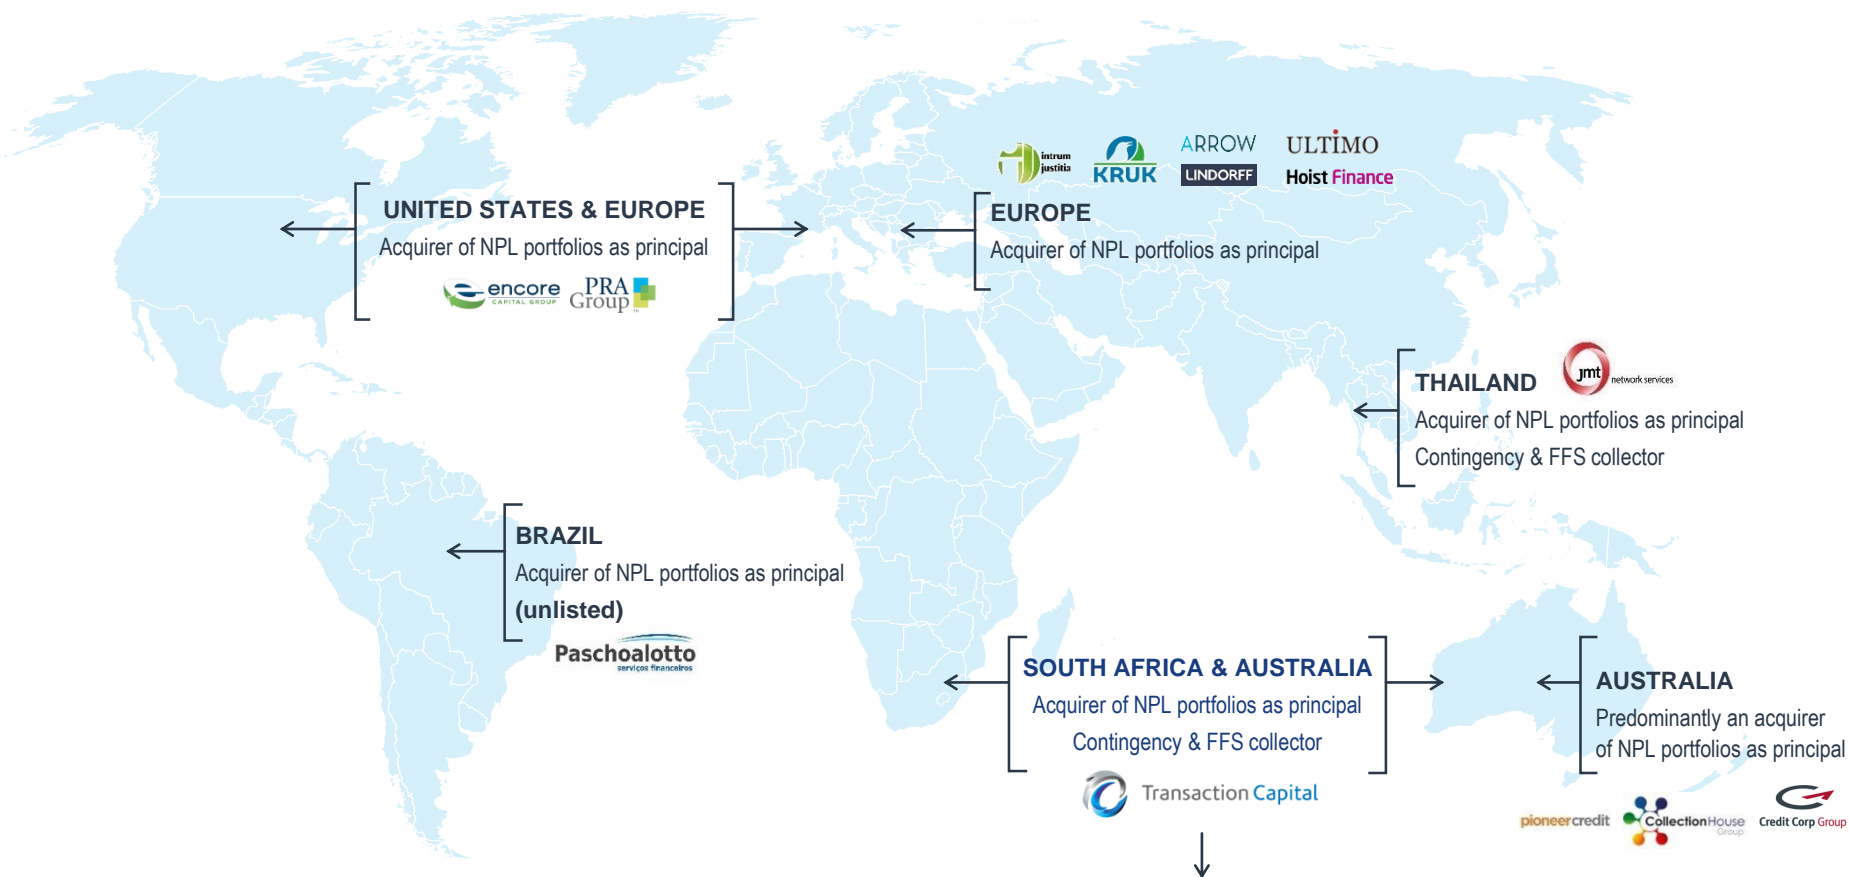 intrum
justitia
KRUK
ARROW
LINDORFF
ULTIMO
Hoist Finance
UNITED STATES & EUROPE
Acquirer of NPL portfolios as principal
encore
CAPITAL GROUP
PRA
Group
EUROPE
Acquirer of NPL portfolios as principal
THAILAND
jmt
network services
Acquirer of NPL portfolios as principal
Contingency & FFS collector
BRAZIL
Acquirer of NPL portfolios as principal
(unlisted)
Paschoalotto
serviços financeiros
SOUTH AFRICA & AUSTRALIA
Acquirer of NPL portfolios as principal
Contingency & FFS collector
Transaction Capital
AUSTRALIA
Predominantly an acquirer
of NPL portfolios as principal
pioneercredit
CollectionHouse
Group
Credit Corp Group